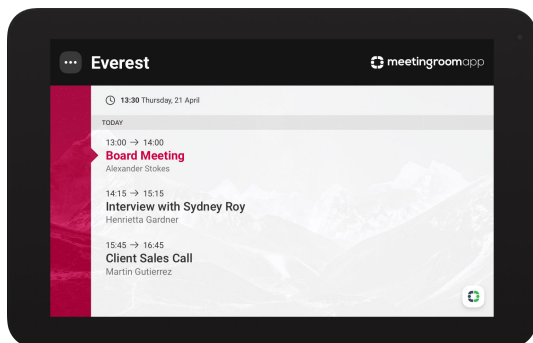 Everest
meetingroomapp
13:30 Thursday, 21 April
TODAY
13:00 → 14:00
Board Meeting
Alexander Stokes
14:15 → 15:15
Interview with Sydney Roy
Henrietta Gardner
15:45 → 16:45
Client Sales Call
Martin Gutierrez